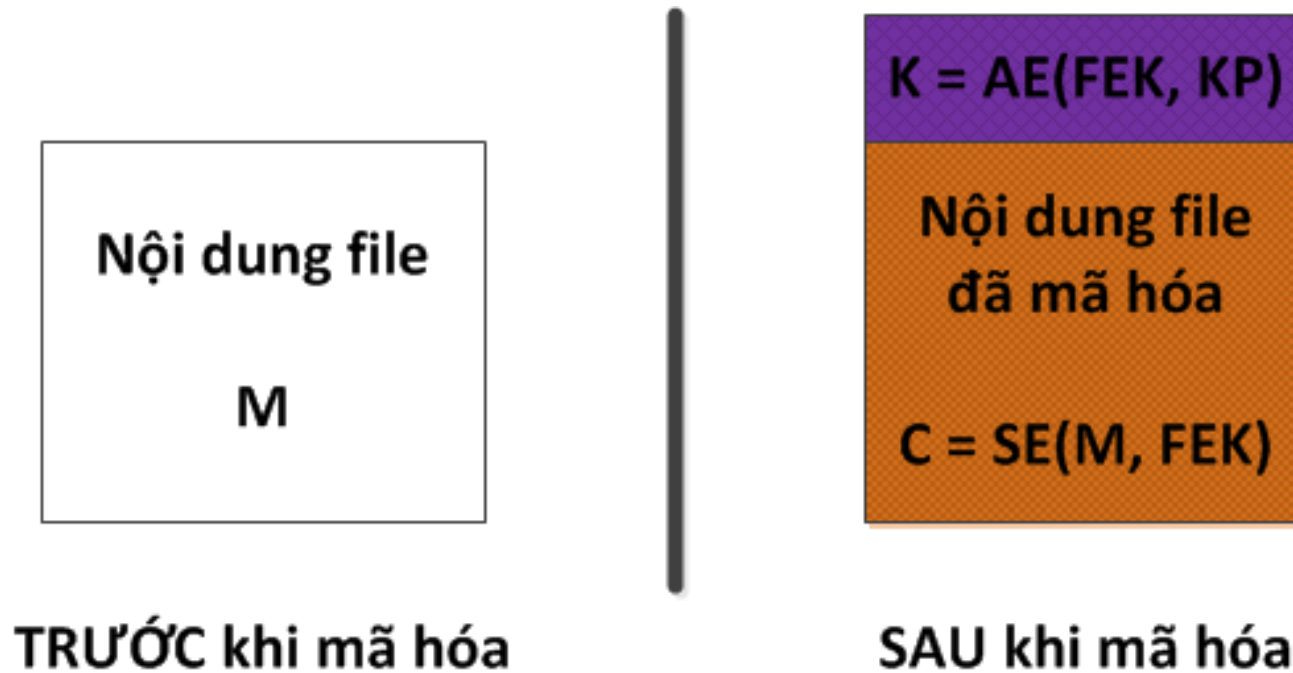 Nội dung file
M
TRƯỚC khi mã hóa
K = AE(FEK, KP)
Nội dung file
đã mã hóa
C = SE(M, FEK)
SAU khi mã hóa